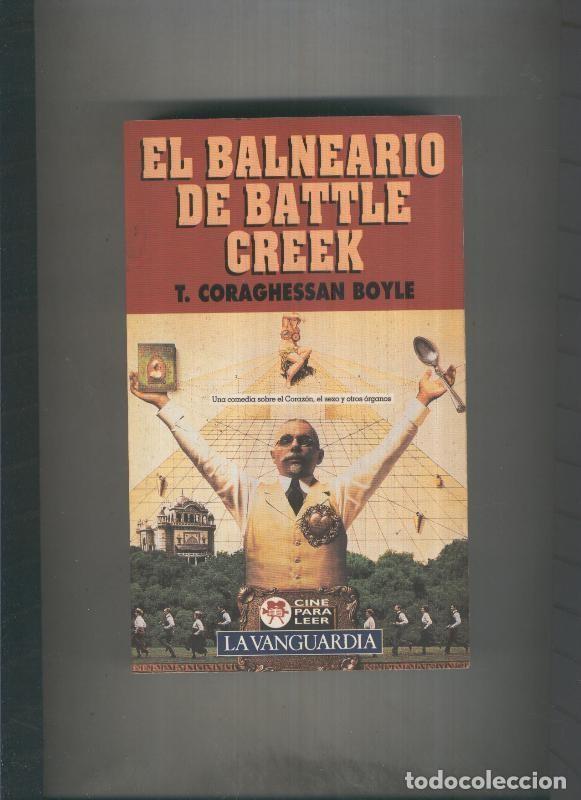 EL BALNEARIO
DE BATTLE
CREEK
T. CORAGHESSAN BOYLE
Una comedia sobre el Corazón, el sexo y otros órganos
CINE
PARA
LEER
LA VANGUARDIA
todocoleccion